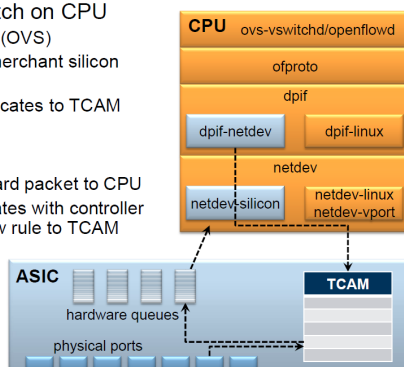 tch on CPU
(OVS)
erchant silicon
cates to TCAM
ard packet to CPU
ates with controller
w rule to TCAM
CPU ovs-vswitchd/openflowd
ofproto
dpif
dpif-netdev dpif-linux
netdev
netdev-silicon netdev-linux
netdev-vport
ASIC
hardware queues
physical ports
TCAM